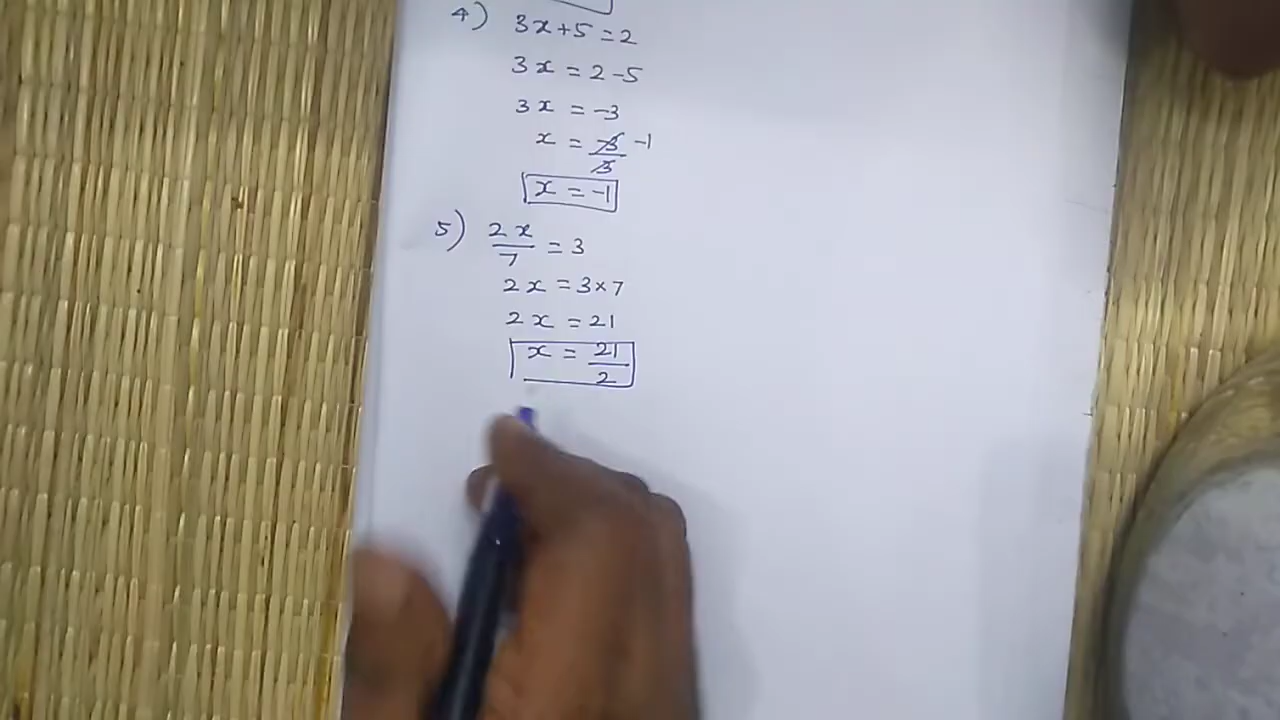 4) 3x+5=2
3x = 2-5
3x = -3
x = -3/3 -1
x = -1
5) 2x/7 = 3
2x = 3×7
2x = 21
x = 21/2